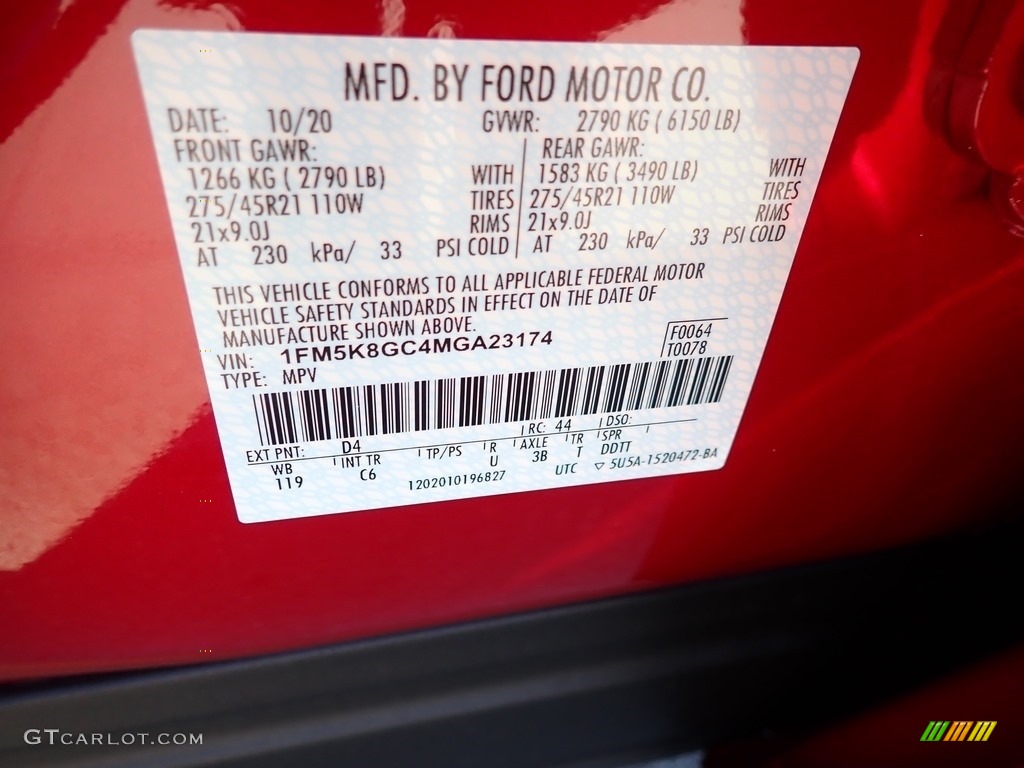 MFD. BY FORD MOTOR CO.
DATE: 10/20 GVWR: 2790 KG ( 6150 LB)
FRONT GAWR: REAR GAWR:
1266 KG ( 2790 LB) WITH 1583 KG ( 3490 LB) WITH
275/45R21 110W TIRES 275/45R21 110W TIRES
21x9.0J RIMS 21x9.0J RIMS
AT 230 kPa/ 33 PSI COLD AT 230 kPa/ 33 PSI COLD
THIS VEHICLE CONFORMS TO ALL APPLICABLE FEDERAL MOTOR
VEHICLE SAFETY STANDARDS IN EFFECT ON THE DATE OF
MANUFACTURE SHOWN ABOVE.
VIN: 1FM5K8GC4MGA23174 F0064
TYPE: MPV T0078
EXT PNT: D4 RC: 44 DSO:
WB INT TR TP/PS R AXLE TR SPR
119 C6 U 3B T DDTT
1202010196827 UTC ▽ 5U5A-1520472-BA
GTCARLOT.COM